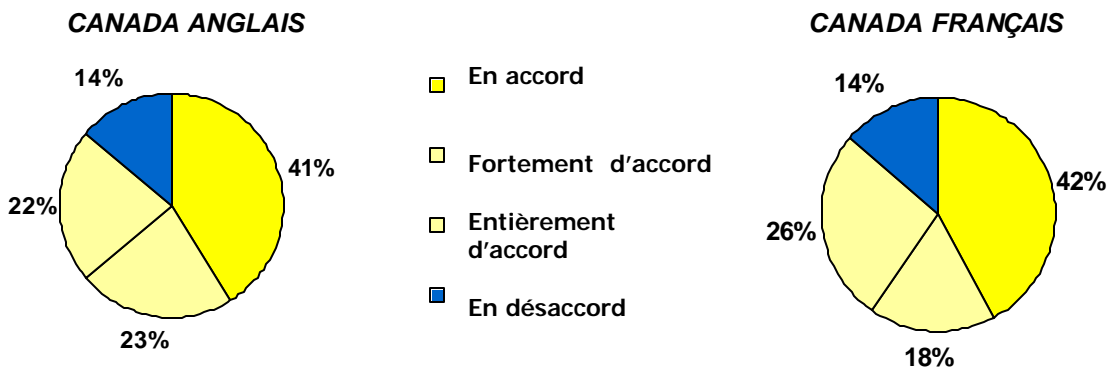 CANADA ANGLAIS
14%
41%
22%
23%
En accord
Fortement d'accord
Entièrement
d'accord
En désaccord
CANADA FRANÇAIS
14%
42%
26%
18%